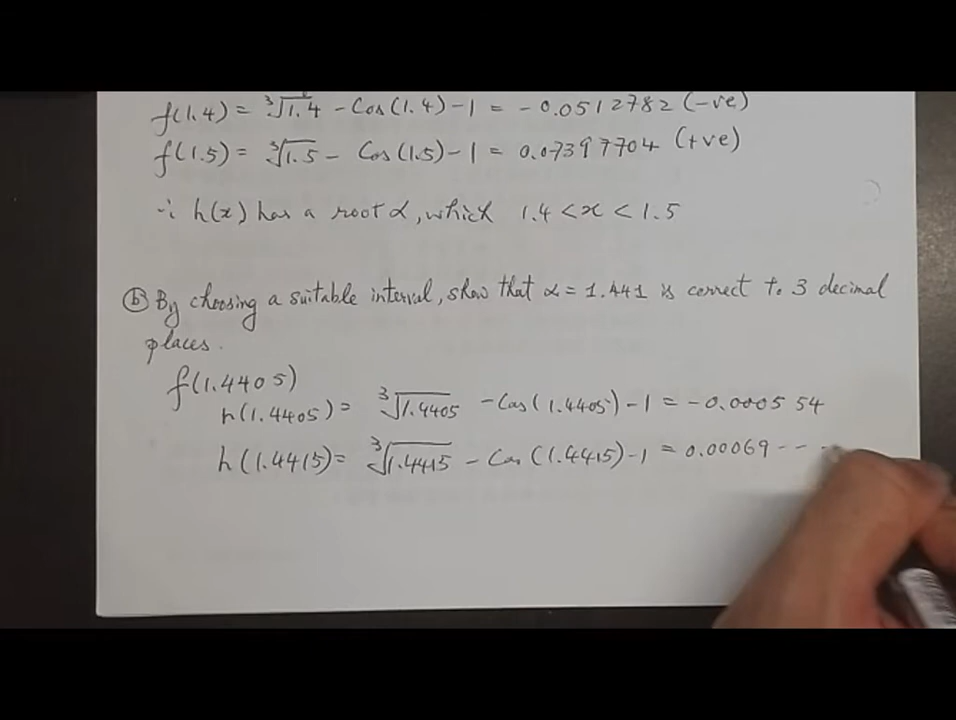 f(1.4) = ∛1.4 - Cos(1.4) - 1 = -0.0512782 (-ve)
f(1.5) = ∛1.5 - Cos(1.5) - 1 = 0.07397704 (+ve)
∴ h(x) has a root α, which 1.4 < x < 1.5
ⓑ By choosing a suitable interval, show that α = 1.441 is correct to 3 decimal
places.
f(1.4405)
h(1.4405) = ∛1.4405 - Cos(1.4405) - 1 = -0.000554
h(1.4415) = ∛1.4415 - Cos(1.4415) - 1 = 0.00069 - - -